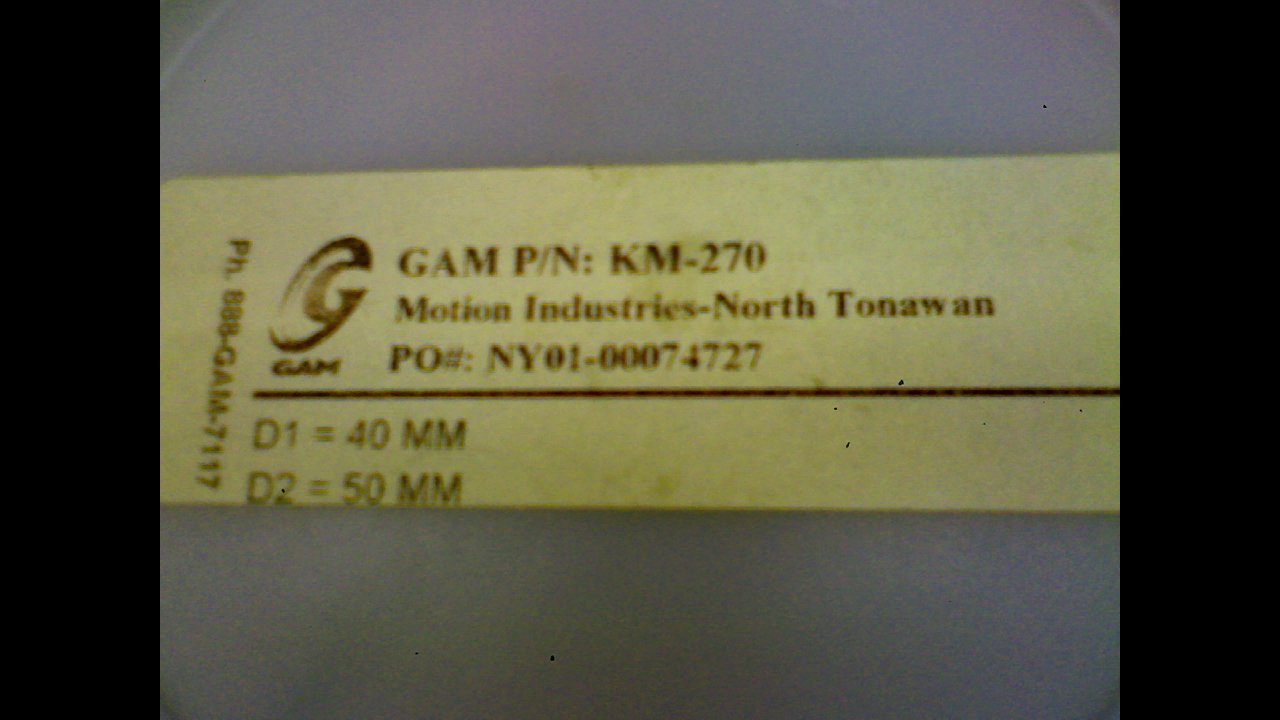 GAM P/N: KM-270
Motion Industries-North Tonawan
PO#: NY01-00074727
GAM
D1 = 40 MM
D2 = 50 MM
Ph. 888-GAM-7117